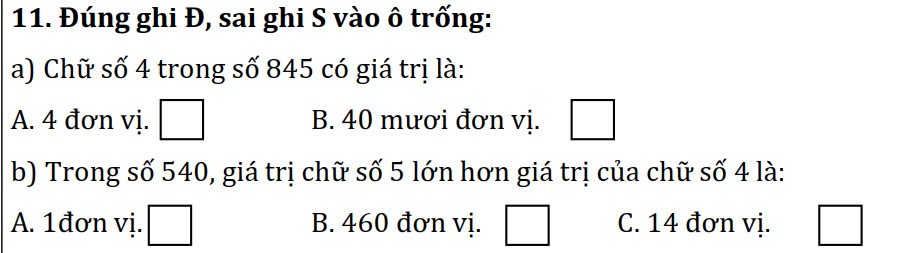 11. Đúng ghi Đ, sai ghi S vào ô trống:
a) Chữ số 4 trong số 845 có giá trị là:
A. 4 đơn vị. B. 40 mươi đơn vị.
b) Trong số 540, giá trị chữ số 5 lớn hơn giá trị của chữ số 4 là:
A. 1đơn vị. B. 460 đơn vị. C. 14 đơn vị.